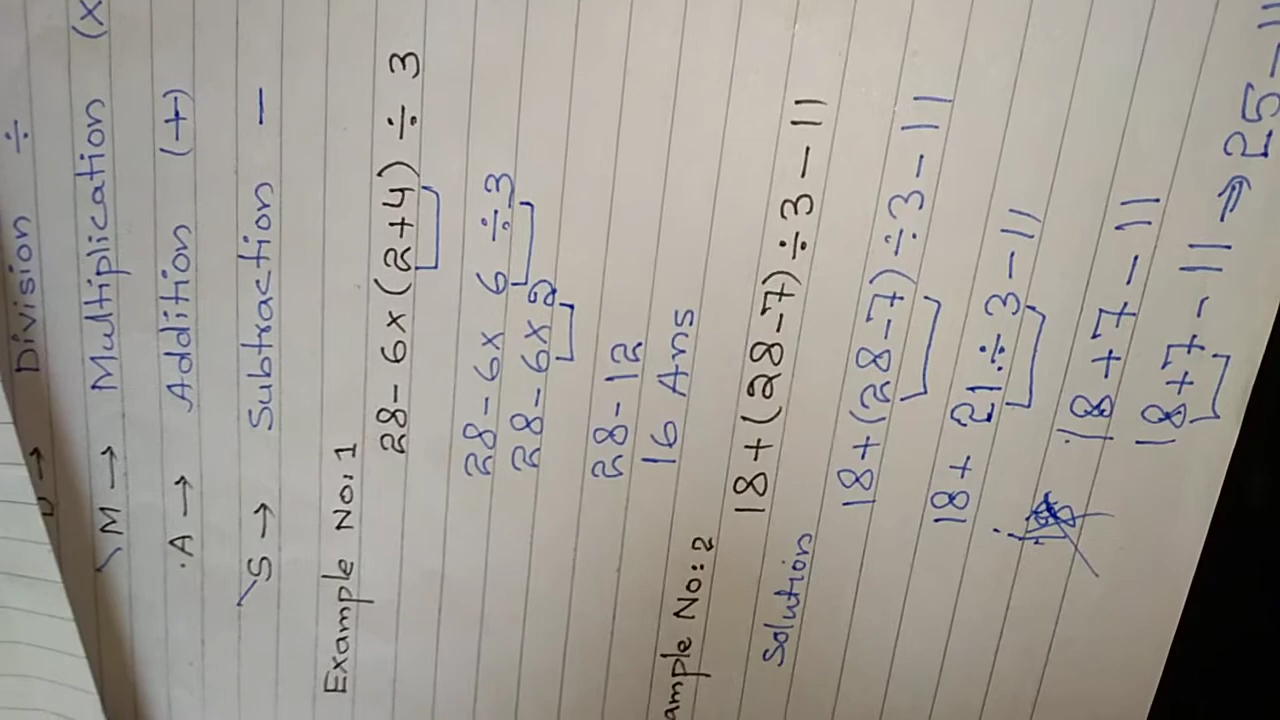 D → Division ÷
M → Multiplication (x
A → Addition (+)
S → Subtraction −
Example No:1
28 - 6 x (2+4) ÷ 3
28 - 6 x 6 ÷ 3
28 - 6 x 2
28 - 12
16 Ans
ample No:2
18 + (28 - 7) ÷ 3 - 11
Solution
18 + (28 - 7) ÷ 3 - 11
18 + 21 ÷ 3 - 11
18 + 7 - 11
18 + 7 - 11 ⇒ 25 - 11